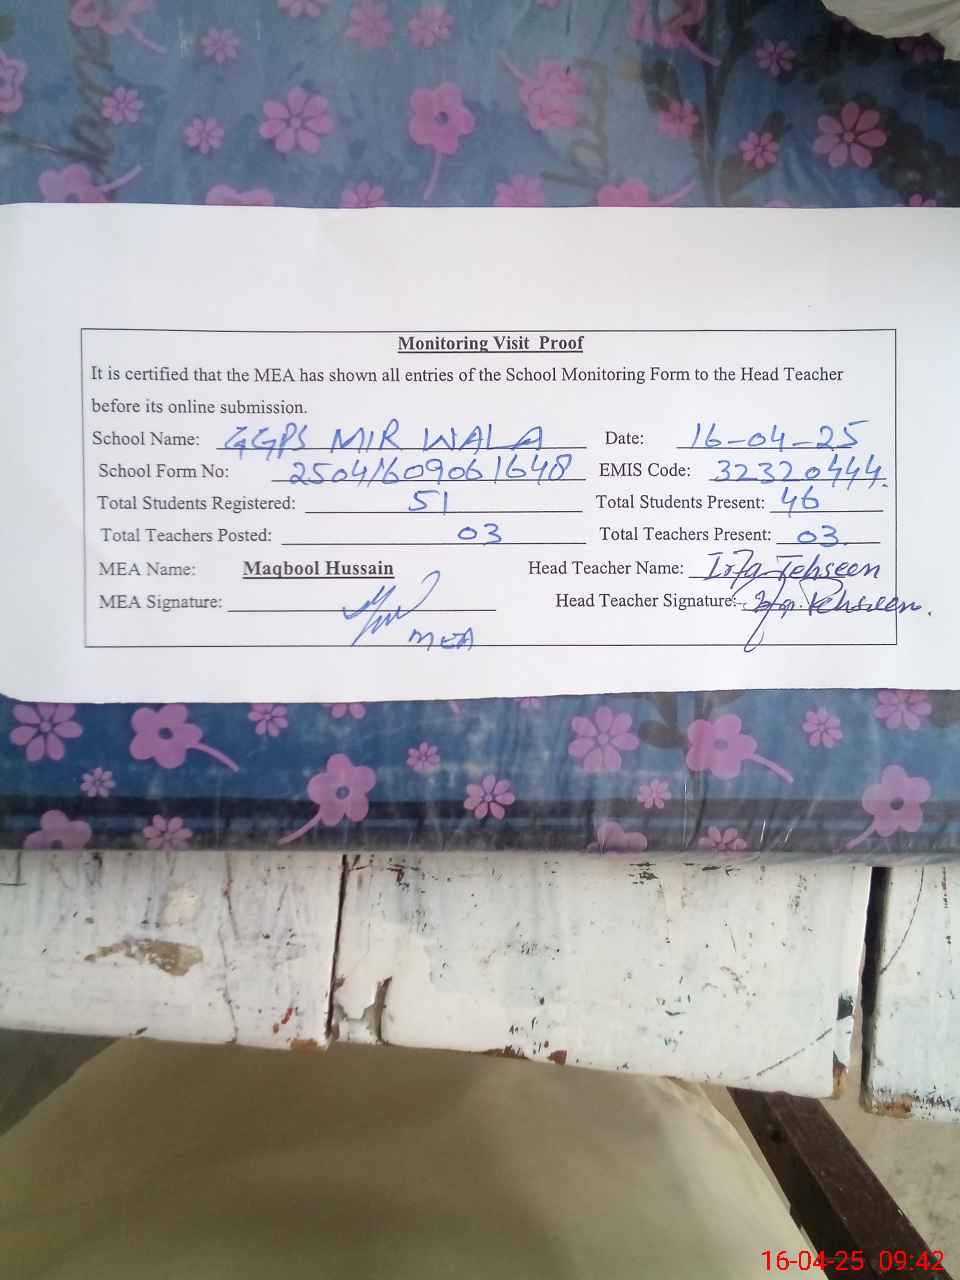 Monitoring Visit Proof
It is certified that the MEA has shown all entries of the School Monitoring Form to the Head Teacher
before its online submission.
School Name: GGPS MIR WALA Date: 16-04-25
School Form No: 25041609061648 EMIS Code: 32320444
Total Students Registered: 51 Total Students Present: 46
Total Teachers Posted: 03 Total Teachers Present: 03
MEA Name: Maqbool Hussain Head Teacher Name: Irfa Tehseen
MEA Signature: Head Teacher Signature: Irfa Tehseen.
MEA
16-04-25 09:42